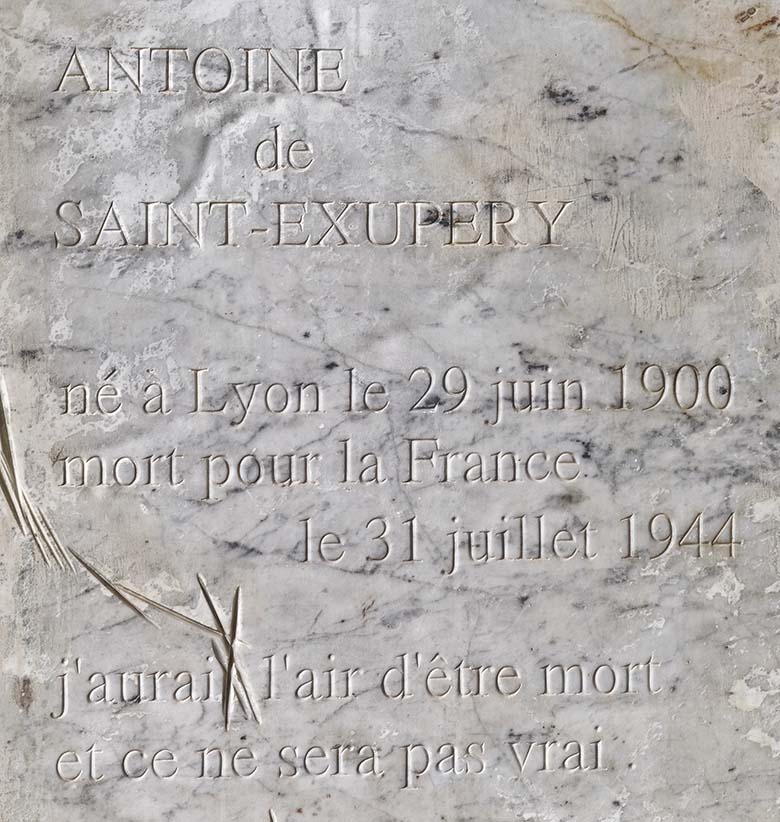 ANTOINE
de
SAINT-EXUPERY
né à Lyon le 29 juin 1900
mort pour la France
le 31 juillet 1944
j'aurai l'air d'être mort
et ce ne sera pas vrai.